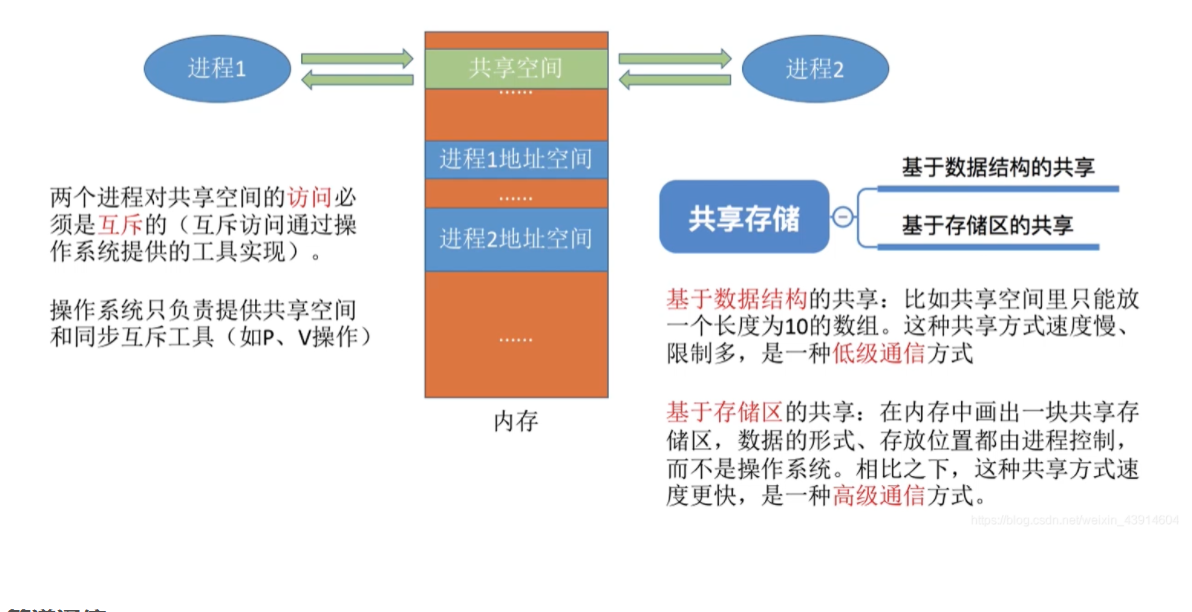 进程1
共享空间
进程2
......
进程1地址空间
......
进程2地址空间
......
内存
两个进程对共享空间的访问必
须是互斥的（互斥访问通过操
作系统提供的工具实现）。
操作系统只负责提供共享空间
和同步互斥工具（如P、V操作）
共享存储
基于数据结构的共享
基于存储区的共享
基于数据结构的共享：比如共享空间里只能放
一个长度为10的数组。这种共享方式速度慢、
限制多，是一种低级通信方式
基于存储区的共享：在内存中画出一块共享存
储区，数据的形式、存放位置都由进程控制，
而不是操作系统。相比之下，这种共享方式速
度更快，是一种高级通信方式。
https://blog.csdn.net/weixin_43914604